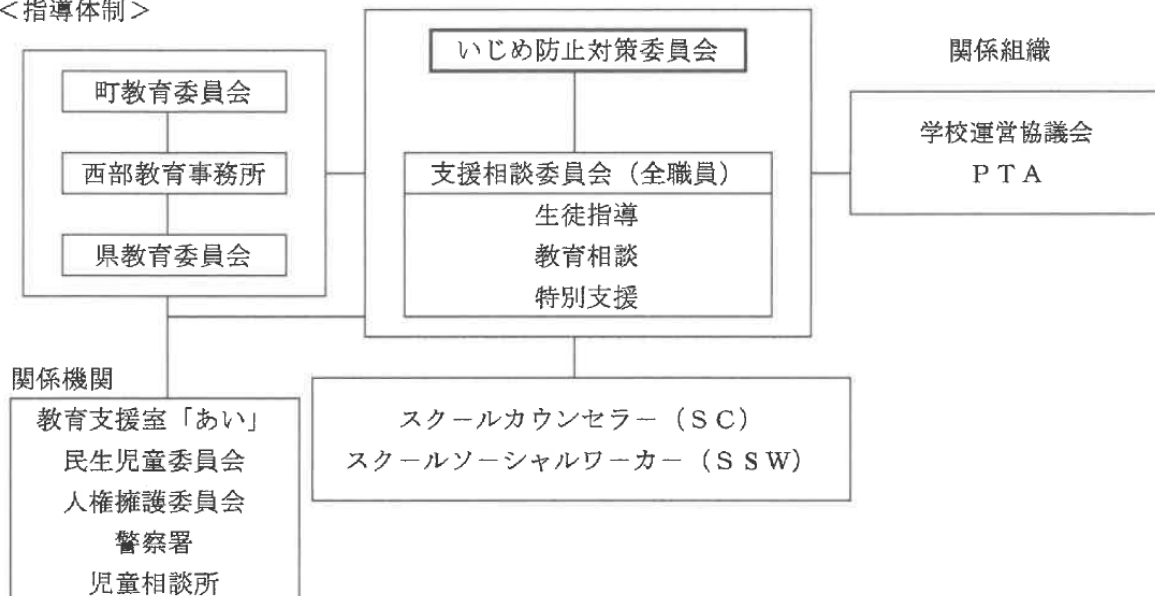 <指導体制>
いじめ防止対策委員会
関係組織
町教育委員会
西部教育事務所
県教育委員会
支援相談委員会（全職員）
生徒指導
教育相談
特別支援
学校運営協議会
ＰＴＡ
関係機関
教育支援室「あい」
民生児童委員会
人権擁護委員会
警察署
児童相談所
スクールカウンセラー（ＳＣ）
スクールソーシャルワーカー（ＳＳＷ）